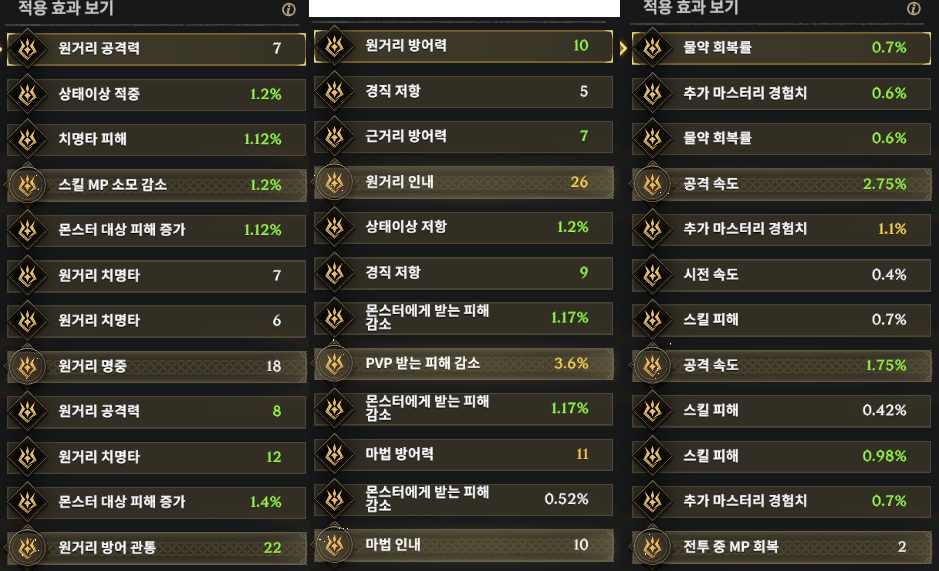 적용 효과 보기
원거리 공격력 7
상태이상 적중 1.2%
치명타 피해 1.12%
스킬 MP 소모 감소 1.2%
몬스터 대상 피해 증가 1.12%
원거리 치명타 7
원거리 치명타 6
원거리 명중 18
원거리 공격력 8
원거리 치명타 12
몬스터 대상 피해 증가 1.4%
원거리 방어 관통 22
원거리 방어력 10
경직 저항 5
근거리 방어력 7
원거리 인내 26
상태이상 저항 1.2%
경직 저항 9
몬스터에게 받는 피해
감소 1.17%
PVP 받는 피해 감소 3.6%
몬스터에게 받는 피해
감소 1.17%
마법 방어력 11
몬스터에게 받는 피해
감소 0.52%
마법 인내 10
적용 효과 보기
물약 회복률 0.7%
추가 마스터리 경험치 0.6%
물약 회복률 0.6%
공격 속도 2.75%
추가 마스터리 경험치 1.1%
시전 속도 0.4%
스킬 피해 0.7%
공격 속도 1.75%
스킬 피해 0.42%
스킬 피해 0.98%
추가 마스터리 경험치 0.7%
전투 중 MP 회복 2